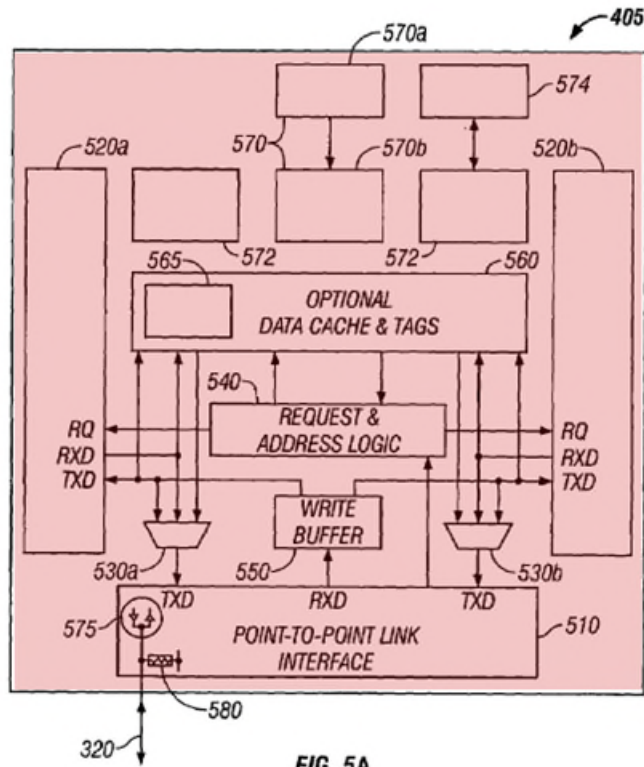 405
570a
574
520a
570
570b
520b
572
572
565
560
OPTIONAL
DATA CACHE & TAGS
540
REQUEST &
ADDRESS LOGIC
RQ
RXD
TXD
RQ
RXD
TXD
WRITE
BUFFER
530a
550
530b
TXD
RXD
TXD
575
POINT-TO-POINT LINK
INTERFACE
510
580
320
FIG. 5A